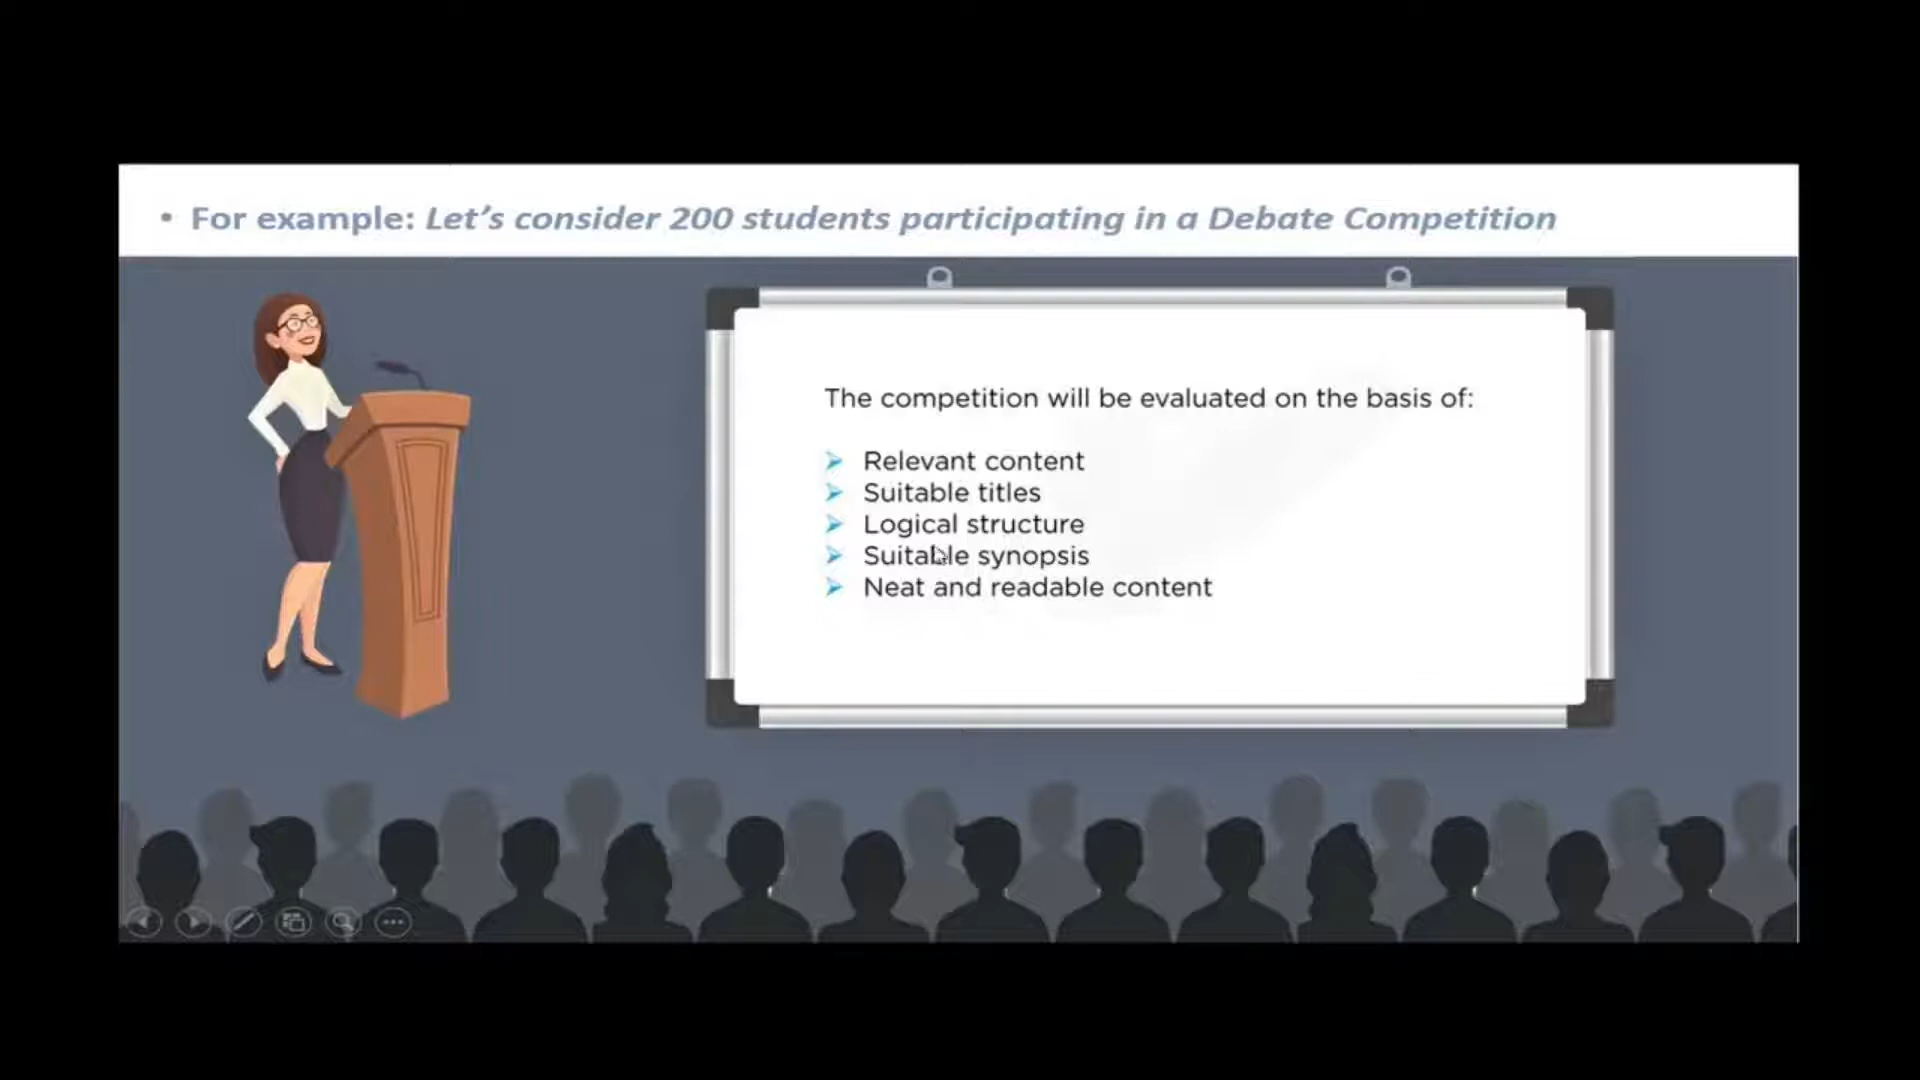 • For example: Let's consider 200 students participating in a Debate Competition
The competition will be evaluated on the basis of:
➢ Relevant content
➢ Suitable titles
➢ Logical structure
➢ Suitable synopsis
➢ Neat and readable content